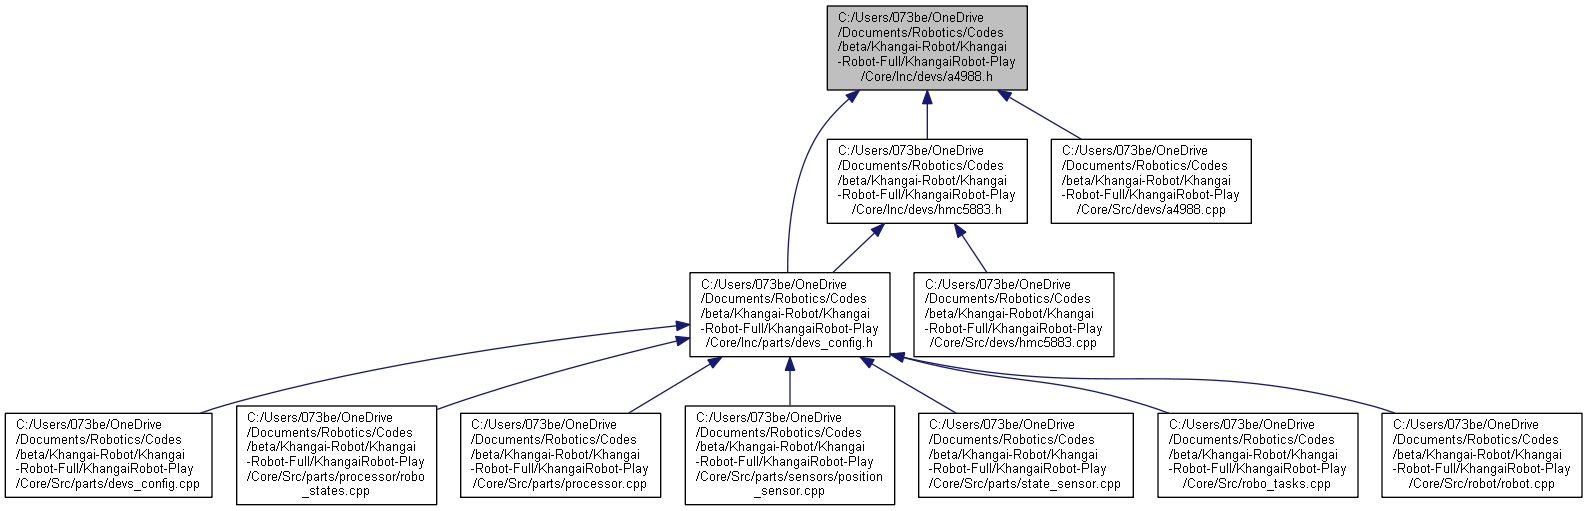 C:/Users/073be/OneDrive
/Documents/Robotics/Codes
/beta/Khangai-Robot/Khangai
-Robot-Full/KhangaiRobot-Play
/Core/Inc/devs/a4988.h
C:/Users/073be/OneDrive
/Documents/Robotics/Codes
/beta/Khangai-Robot/Khangai
-Robot-Full/KhangaiRobot-Play
/Core/Inc/devs/hmc5883.h
C:/Users/073be/OneDrive
/Documents/Robotics/Codes
/beta/Khangai-Robot/Khangai
-Robot-Full/KhangaiRobot-Play
/Core/Src/devs/a4988.cpp
C:/Users/073be/OneDrive
/Documents/Robotics/Codes
/beta/Khangai-Robot/Khangai
-Robot-Full/KhangaiRobot-Play
/Core/Inc/parts/devs_config.h
C:/Users/073be/OneDrive
/Documents/Robotics/Codes
/beta/Khangai-Robot/Khangai
-Robot-Full/KhangaiRobot-Play
/Core/Src/devs/hmc5883.cpp
C:/Users/073be/OneDrive
/Documents/Robotics/Codes
/beta/Khangai-Robot/Khangai
-Robot-Full/KhangaiRobot-Play
/Core/Src/parts/devs_config.cpp
C:/Users/073be/OneDrive
/Documents/Robotics/Codes
/beta/Khangai-Robot/Khangai
-Robot-Full/KhangaiRobot-Play
/Core/Src/parts/processor/robo
_states.cpp
C:/Users/073be/OneDrive
/Documents/Robotics/Codes
/beta/Khangai-Robot/Khangai
-Robot-Full/KhangaiRobot-Play
/Core/Src/parts/processor.cpp
C:/Users/073be/OneDrive
/Documents/Robotics/Codes
/beta/Khangai-Robot/Khangai
-Robot-Full/KhangaiRobot-Play
/Core/Src/parts/sensors/position
_sensor.cpp
C:/Users/073be/OneDrive
/Documents/Robotics/Codes
/beta/Khangai-Robot/Khangai
-Robot-Full/KhangaiRobot-Play
/Core/Src/parts/state_sensor.cpp
C:/Users/073be/OneDrive
/Documents/Robotics/Codes
/beta/Khangai-Robot/Khangai
-Robot-Full/KhangaiRobot-Play
/Core/Src/robo_tasks.cpp
C:/Users/073be/OneDrive
/Documents/Robotics/Codes
/beta/Khangai-Robot/Khangai
-Robot-Full/KhangaiRobot-Play
/Core/Src/robot/robot.cpp